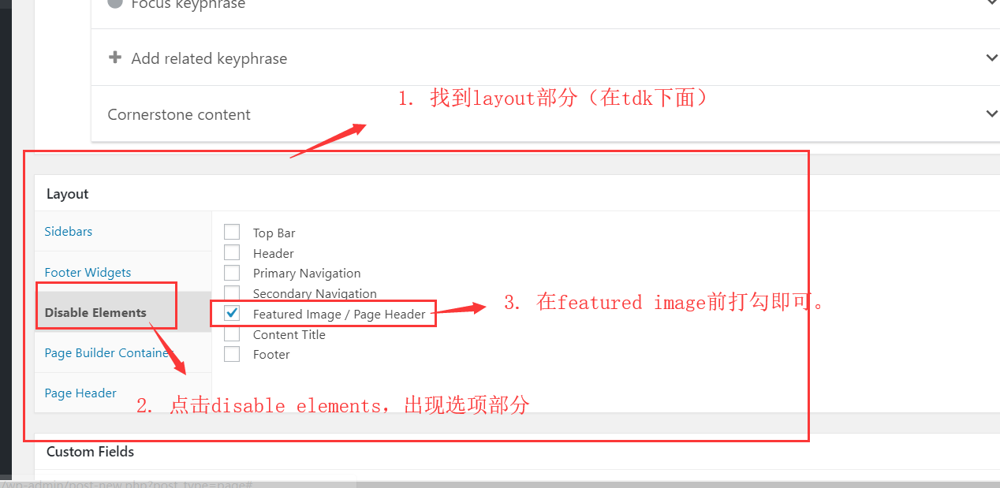 Focus keyphrase
Add related keyphrase
1. 找到layout部分（在tdk下面）
Cornerstone content
Layout
Sidebars
Footer Widgets
Disable Elements
Page Builder Container
Page Header
Top Bar
Header
Primary Navigation
Secondary Navigation
Featured Image / Page Header
Content Title
Footer
3. 在featured image前打勾即可。
2. 点击disable elements，出现选项部分
Custom Fields
/wp-admin/post-new.php?post_type=page#